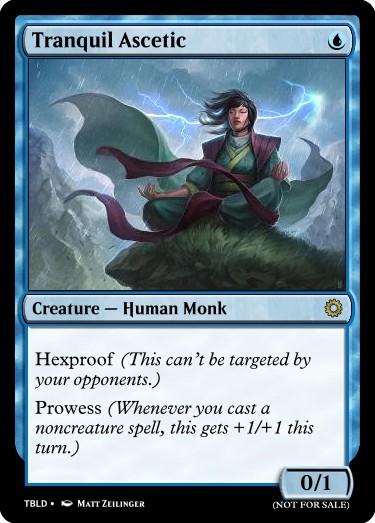 Tranquil Ascetic
Creature — Human Monk
Hexproof (This can't be targeted by
your opponents.)
Prowess (Whenever you cast a
noncreature spell, this gets +1/+1 this
turn.)
0/1
TBLD • Matt Zeilinger
(NOT FOR SALE)